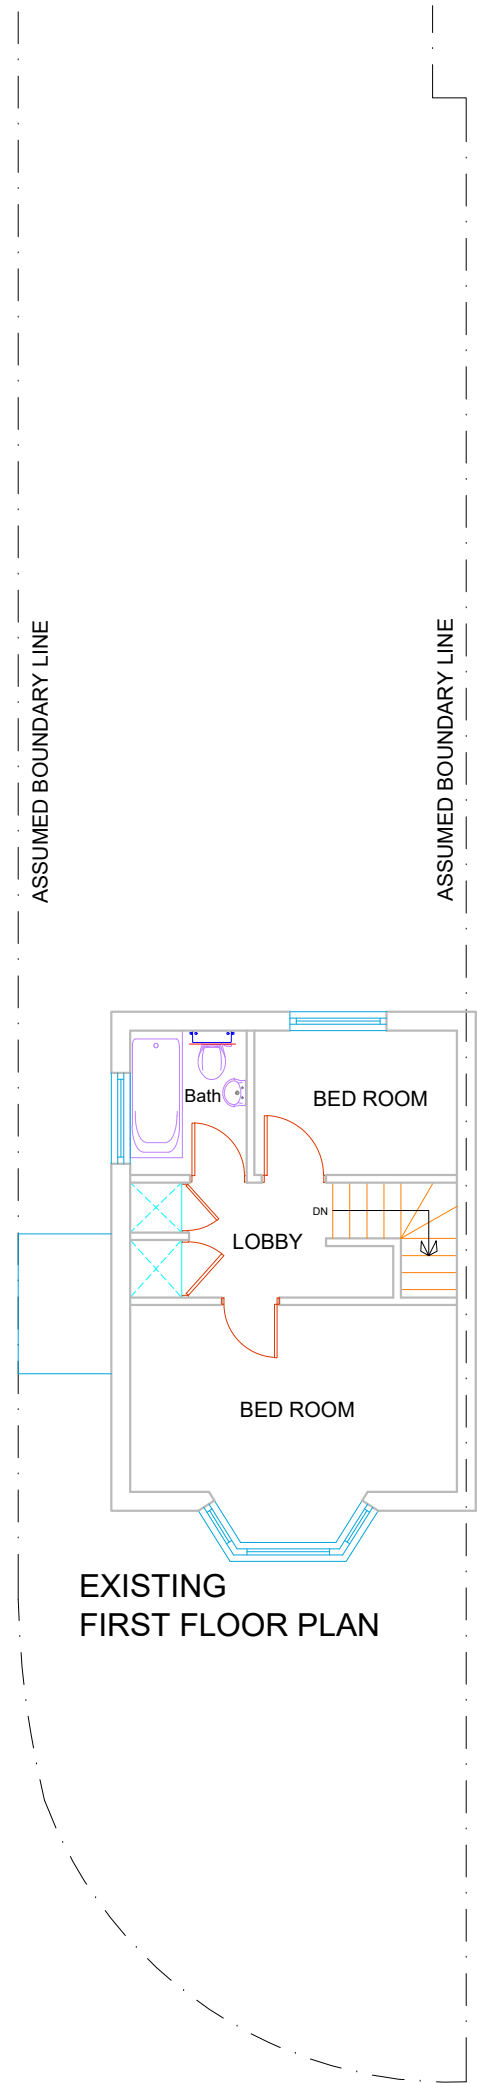 ASSUMED BOUNDARY LINE
ASSUMED BOUNDARY LINE
Bath
BED ROOM
DN
LOBBY
BED ROOM
EXISTING
FIRST FLOOR PLAN